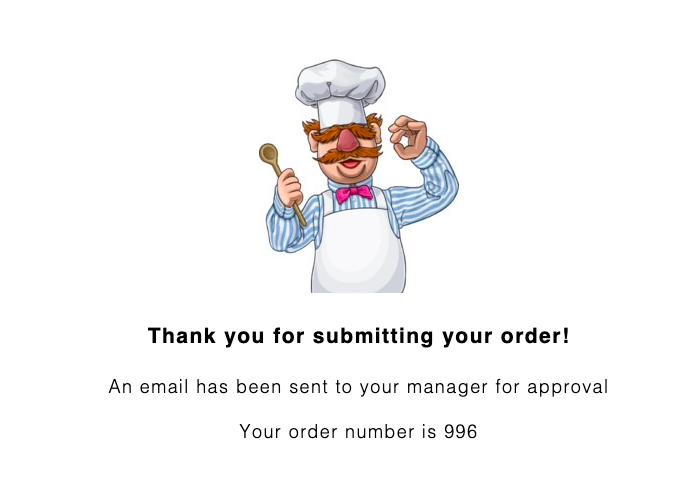 Thank you for submitting your order!
An email has been sent to your manager for approval
Your order number is 996